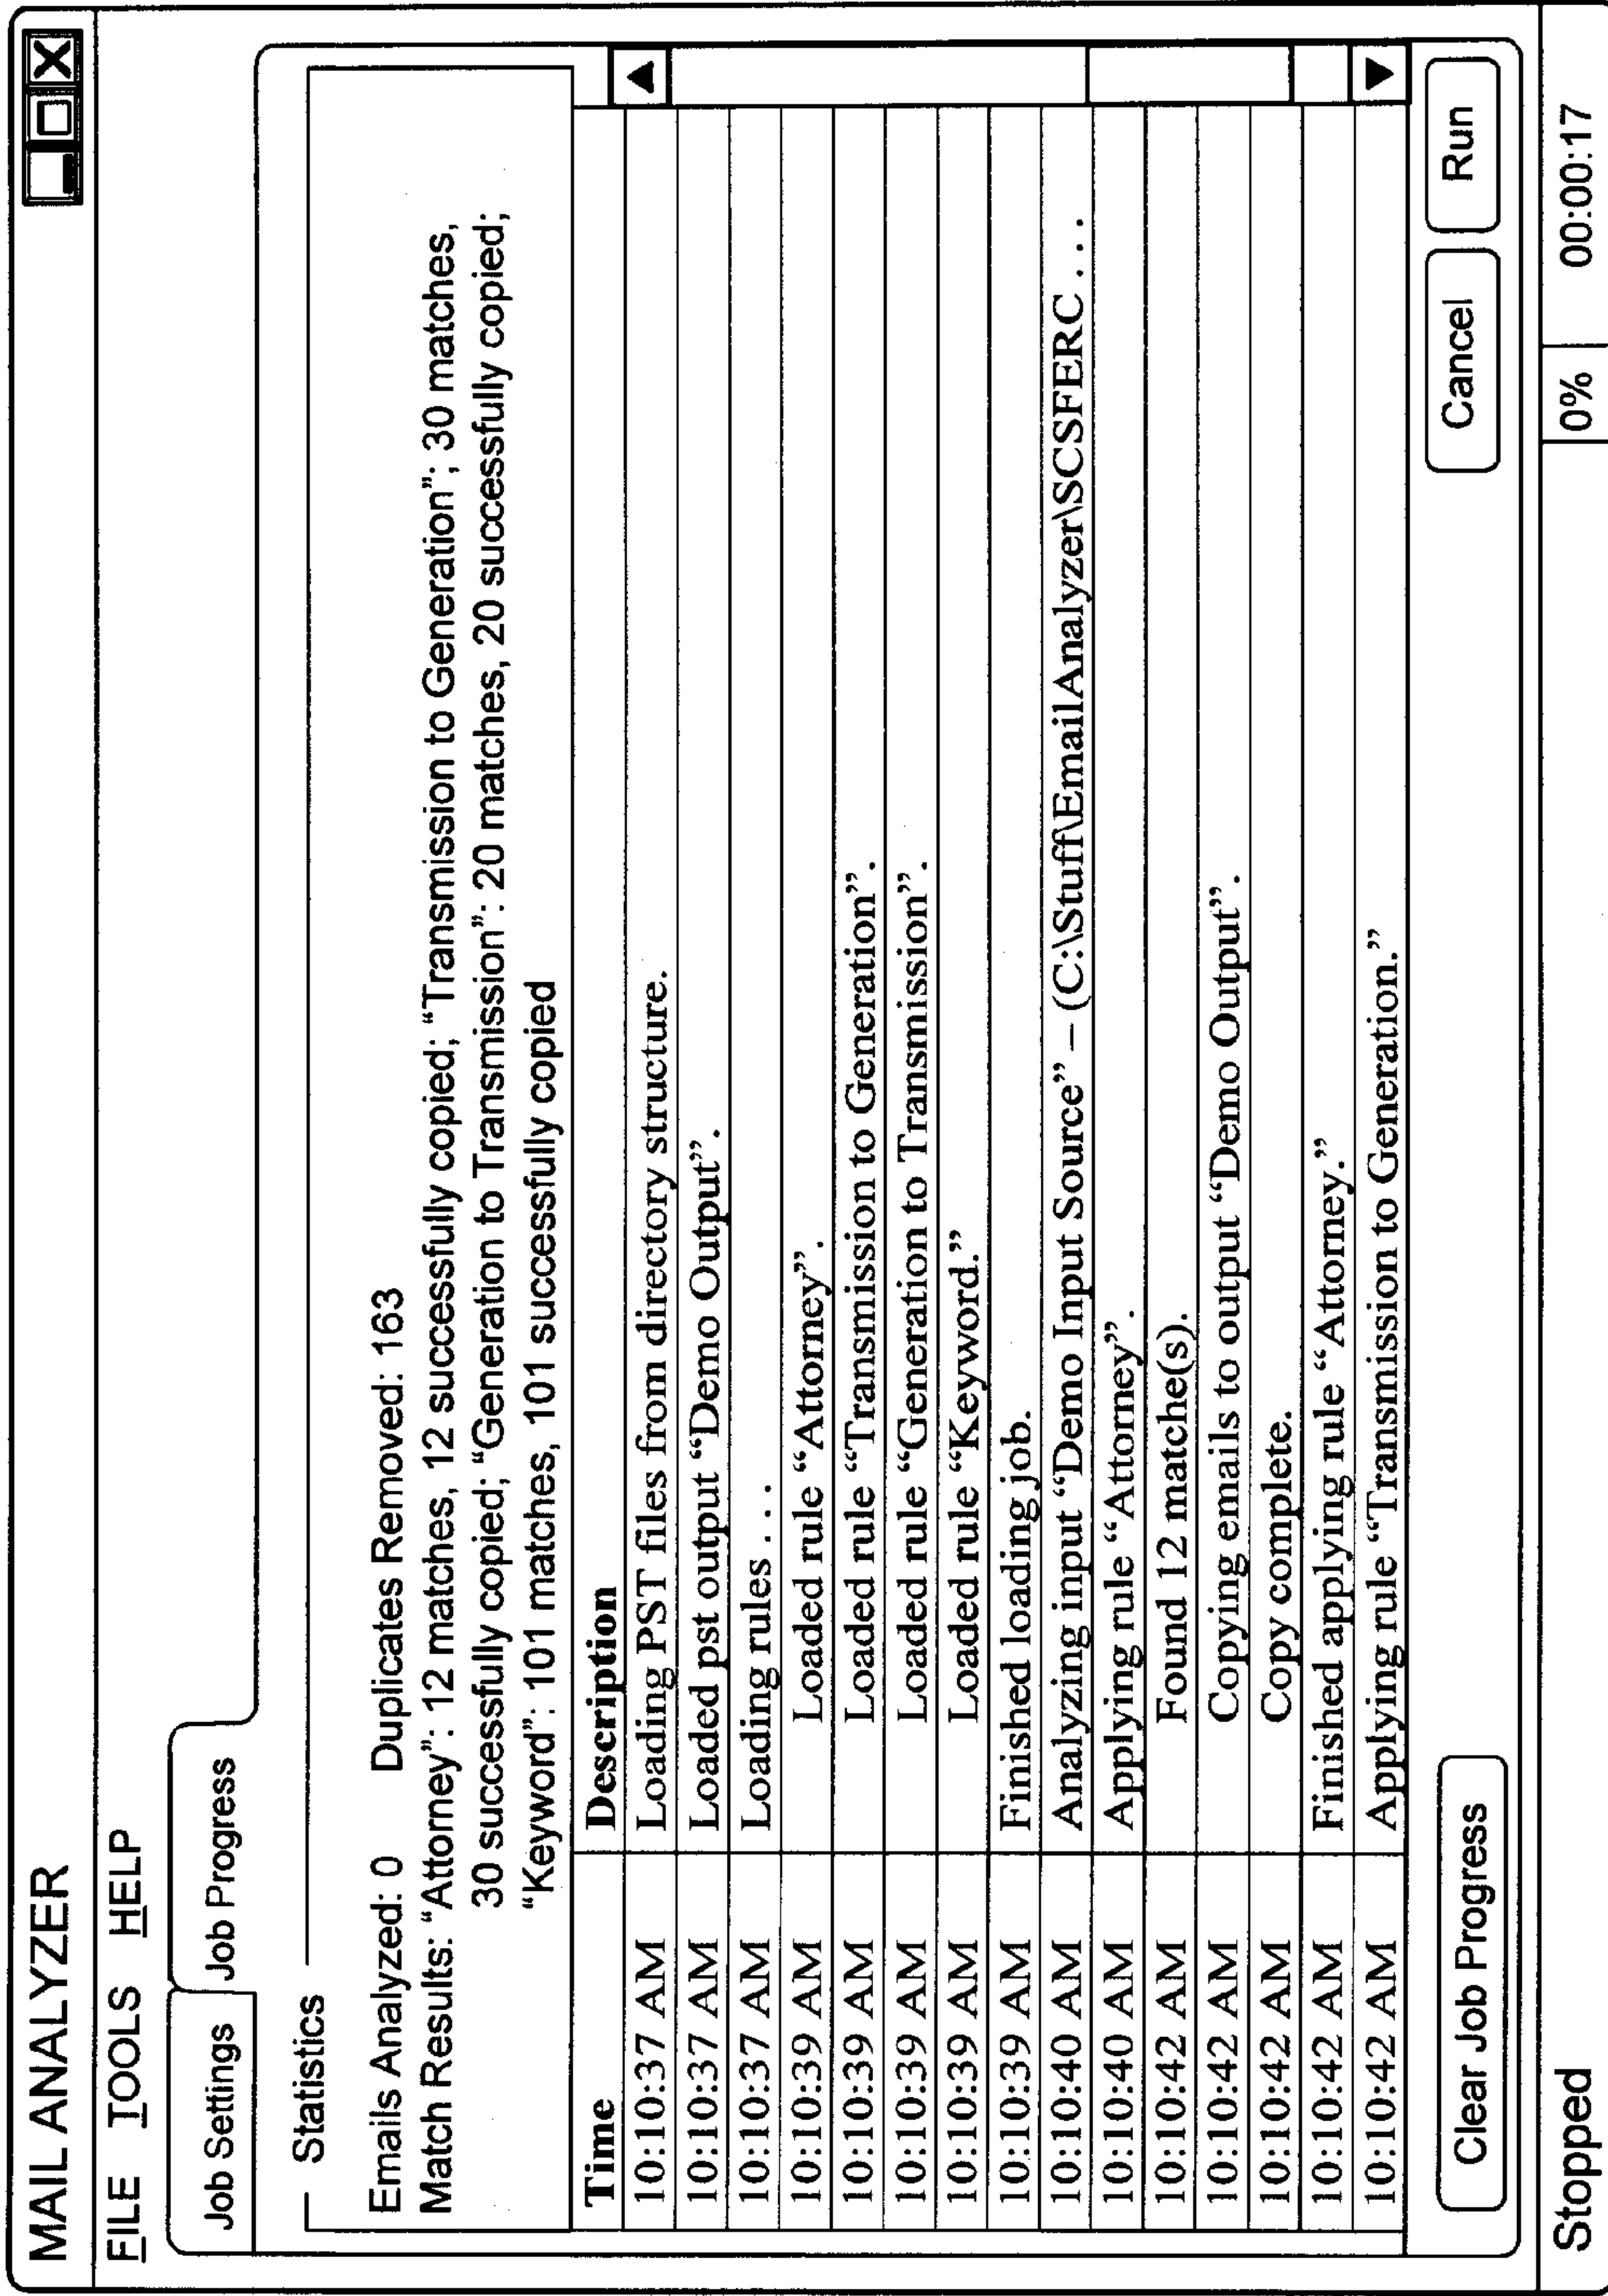 MAIL ANALYZER
FILE TOOLS HELP
Job Settings Job Progress
Statistics
Emails Analyzed: 0 Duplicates Removed: 163
Match Results: “Attorney”: 12 matches, 12 successfully copied; “Transmission to Generation”; 30 matches,
30 successfully copied; “Generation to Transmission”: 20 matches, 20 successfully copied;
“Keyword”: 101 matches, 101 successfully copied
Time Description
10:10:37 AM Loading PST files from directory structure.
10:10:37 AM Loaded pst output “Demo Output”.
10:10:37 AM Loading rules . . .
10:10:39 AM Loaded rule “Attorney”.
10:10:39 AM Loaded rule “Transmission to Generation”.
10:10:39 AM Loaded rule “Generation to Transmission”.
10:10:39 AM Loaded rule “Keyword.”
10:10:39 AM Finished loading job.
10:10:40 AM Analyzing input “Demo Input Source” – (C:\Stuff\EmailAnalyzer\SCSFERC . . .
10:10:40 AM Applying rule “Attorney”.
10:10:42 AM Found 12 matche(s).
10:10:42 AM Copying emails to output “Demo Output”.
10:10:42 AM Copy complete.
10:10:42 AM Finished applying rule “Attorney.”
10:10:42 AM Applying rule “Transmission to Generation.”
Clear Job Progress Cancel Run
Stopped 0% 00:00:17